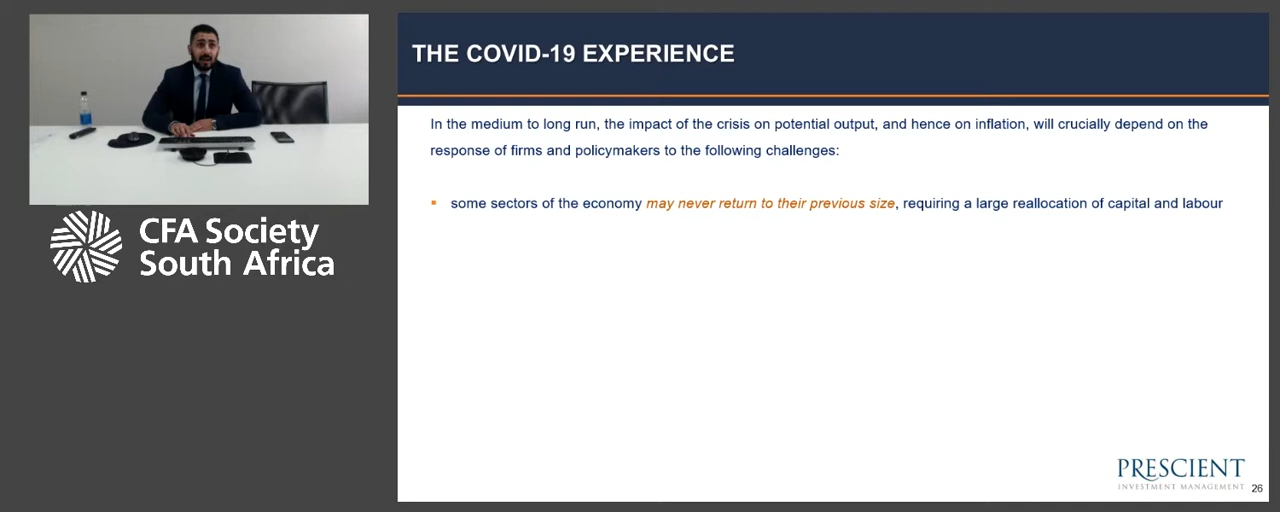 THE COVID-19 EXPERIENCE
In the medium to long run, the impact of the crisis on potential output, and hence on inflation, will crucially depend on the
response of firms and policymakers to the following challenges:
some sectors of the economy may never return to their previous size, requiring a large reallocation of capital and labour
CFA Society
South Africa
PRESCIENT
INVESTMENT MANAGEMENT
26